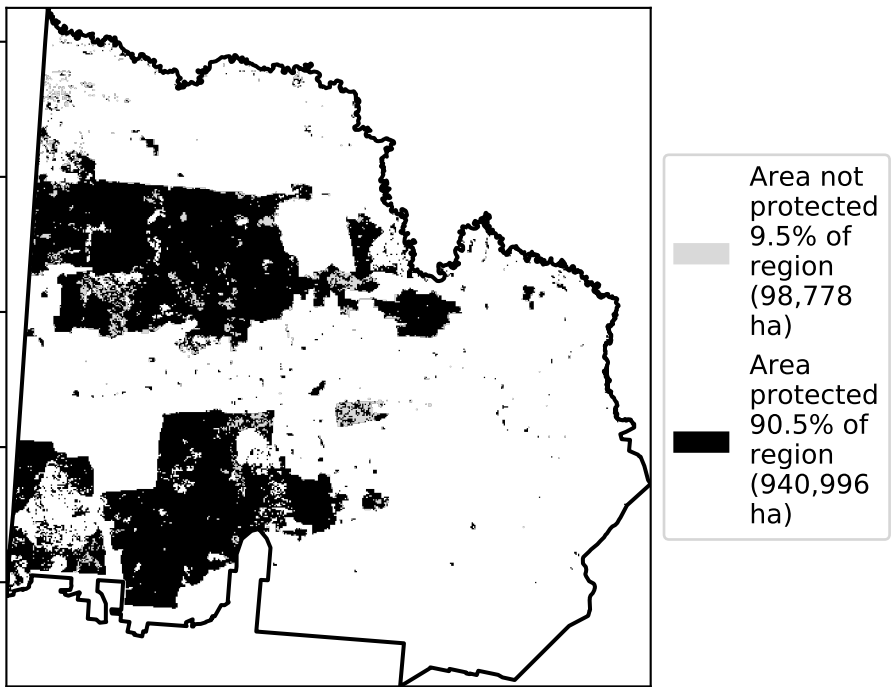 Area not
protected
9.5% of
region
(98,778
ha)
Area
protected
90.5% of
region
(940,996
ha)